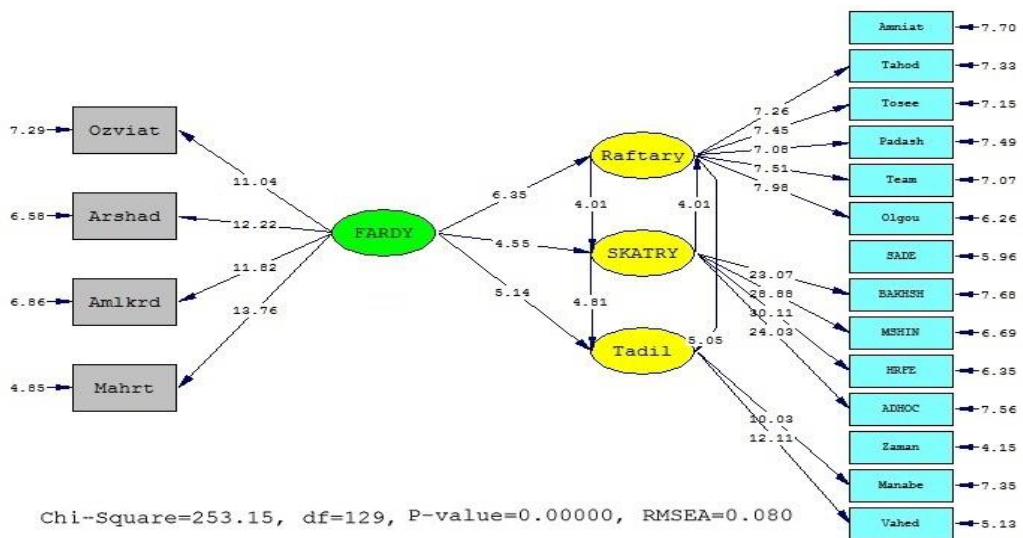 Amniat 7.70
Tahod 7.33
7.29 Ozviat
7.26
Tosee 7.15
7.45
Raftary
7.08
Padash 7.49
11.04
7.51
Team 7.07
6.35
7.98
6.58 Arshad
12.22
4.01
4.01
Olgou 6.26
FARDY
4.55
SKATRY
SADE 5.96
11.82
23.07
BAKHSH 7.68
6.86 Amlkrd
5.14
4.81
28.88
13.76
30.11
MSHIN 6.69
24.03
5.05
Tadil
HRFE 6.35
4.85 Mahrt
ADHOC 7.56
10.03
12.11
Zaman 4.15
Manabe 7.35
Chi-Square=253.15, df=129, P-value=0.00000, RMSEA=0.080
Vahed 5.13